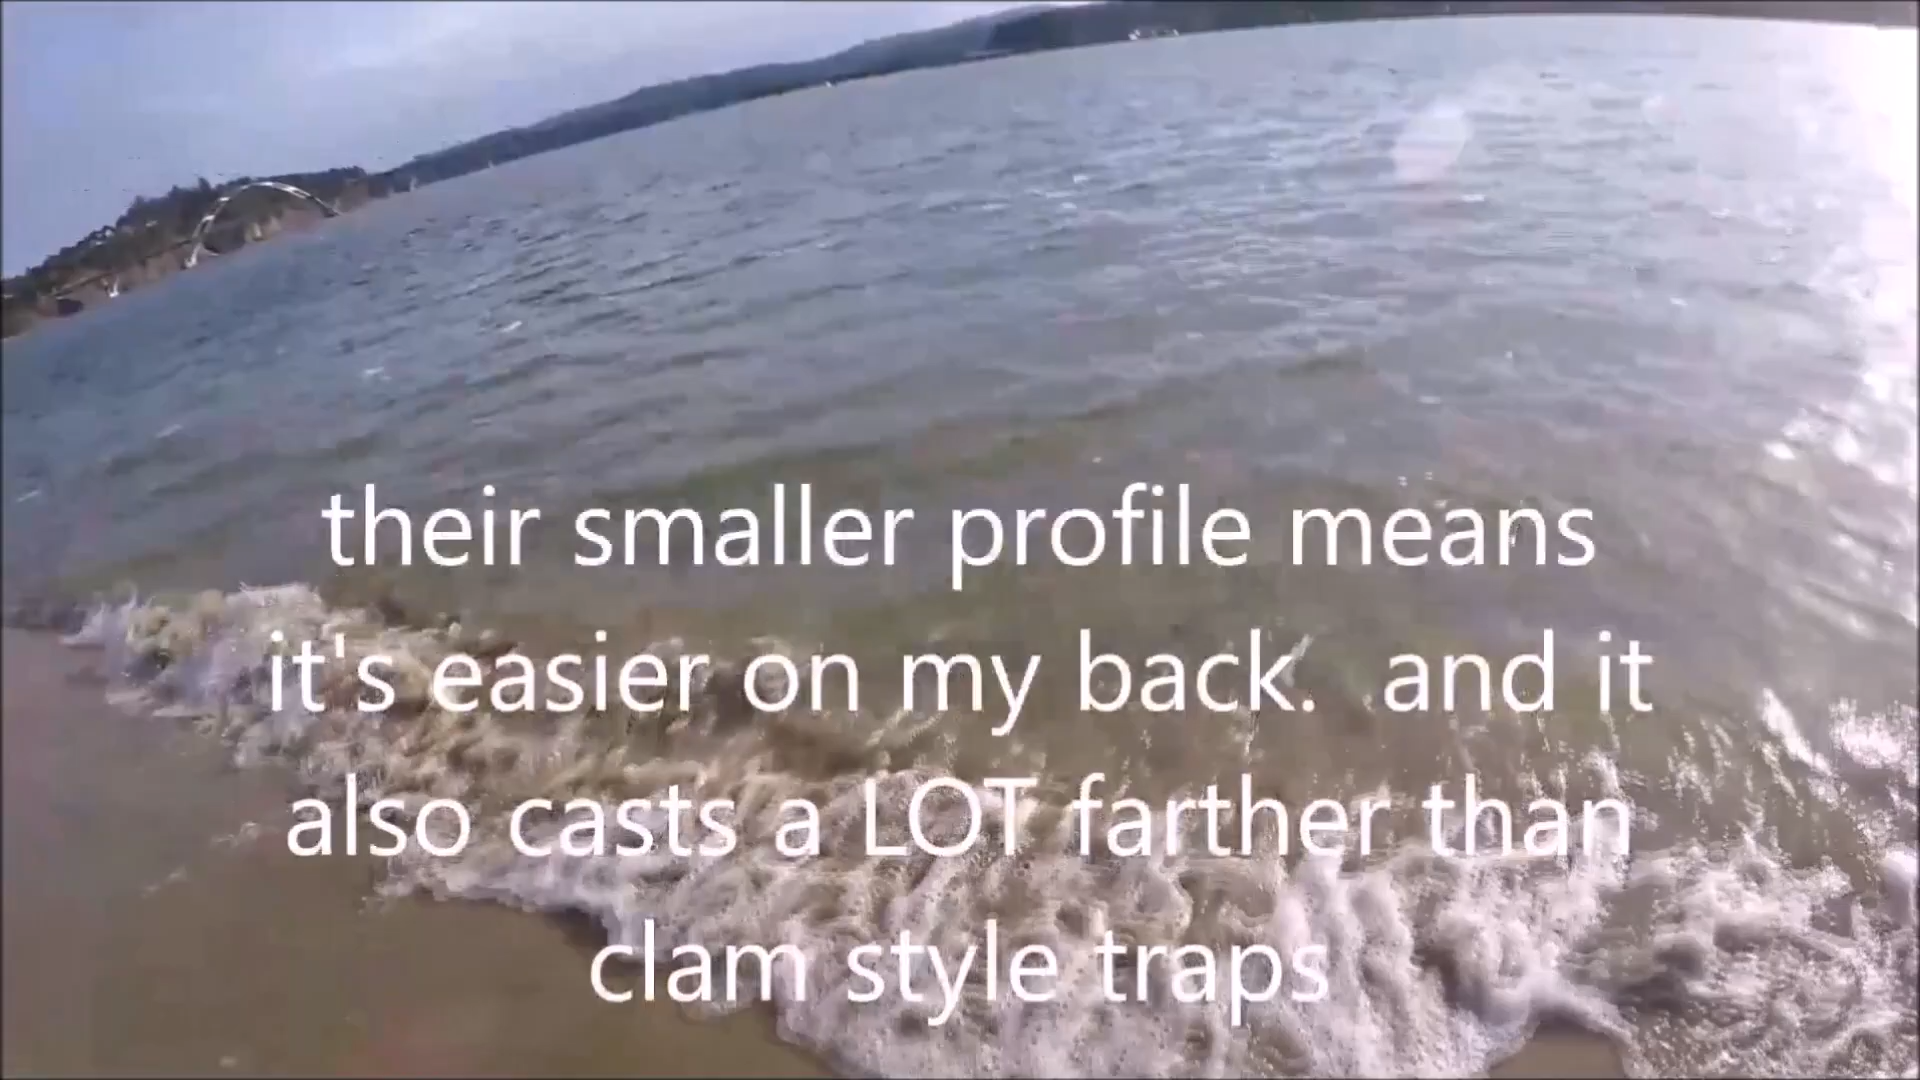 their smaller profile means
it's easier on my back.  and it
also casts a LOT farther than
clam style traps